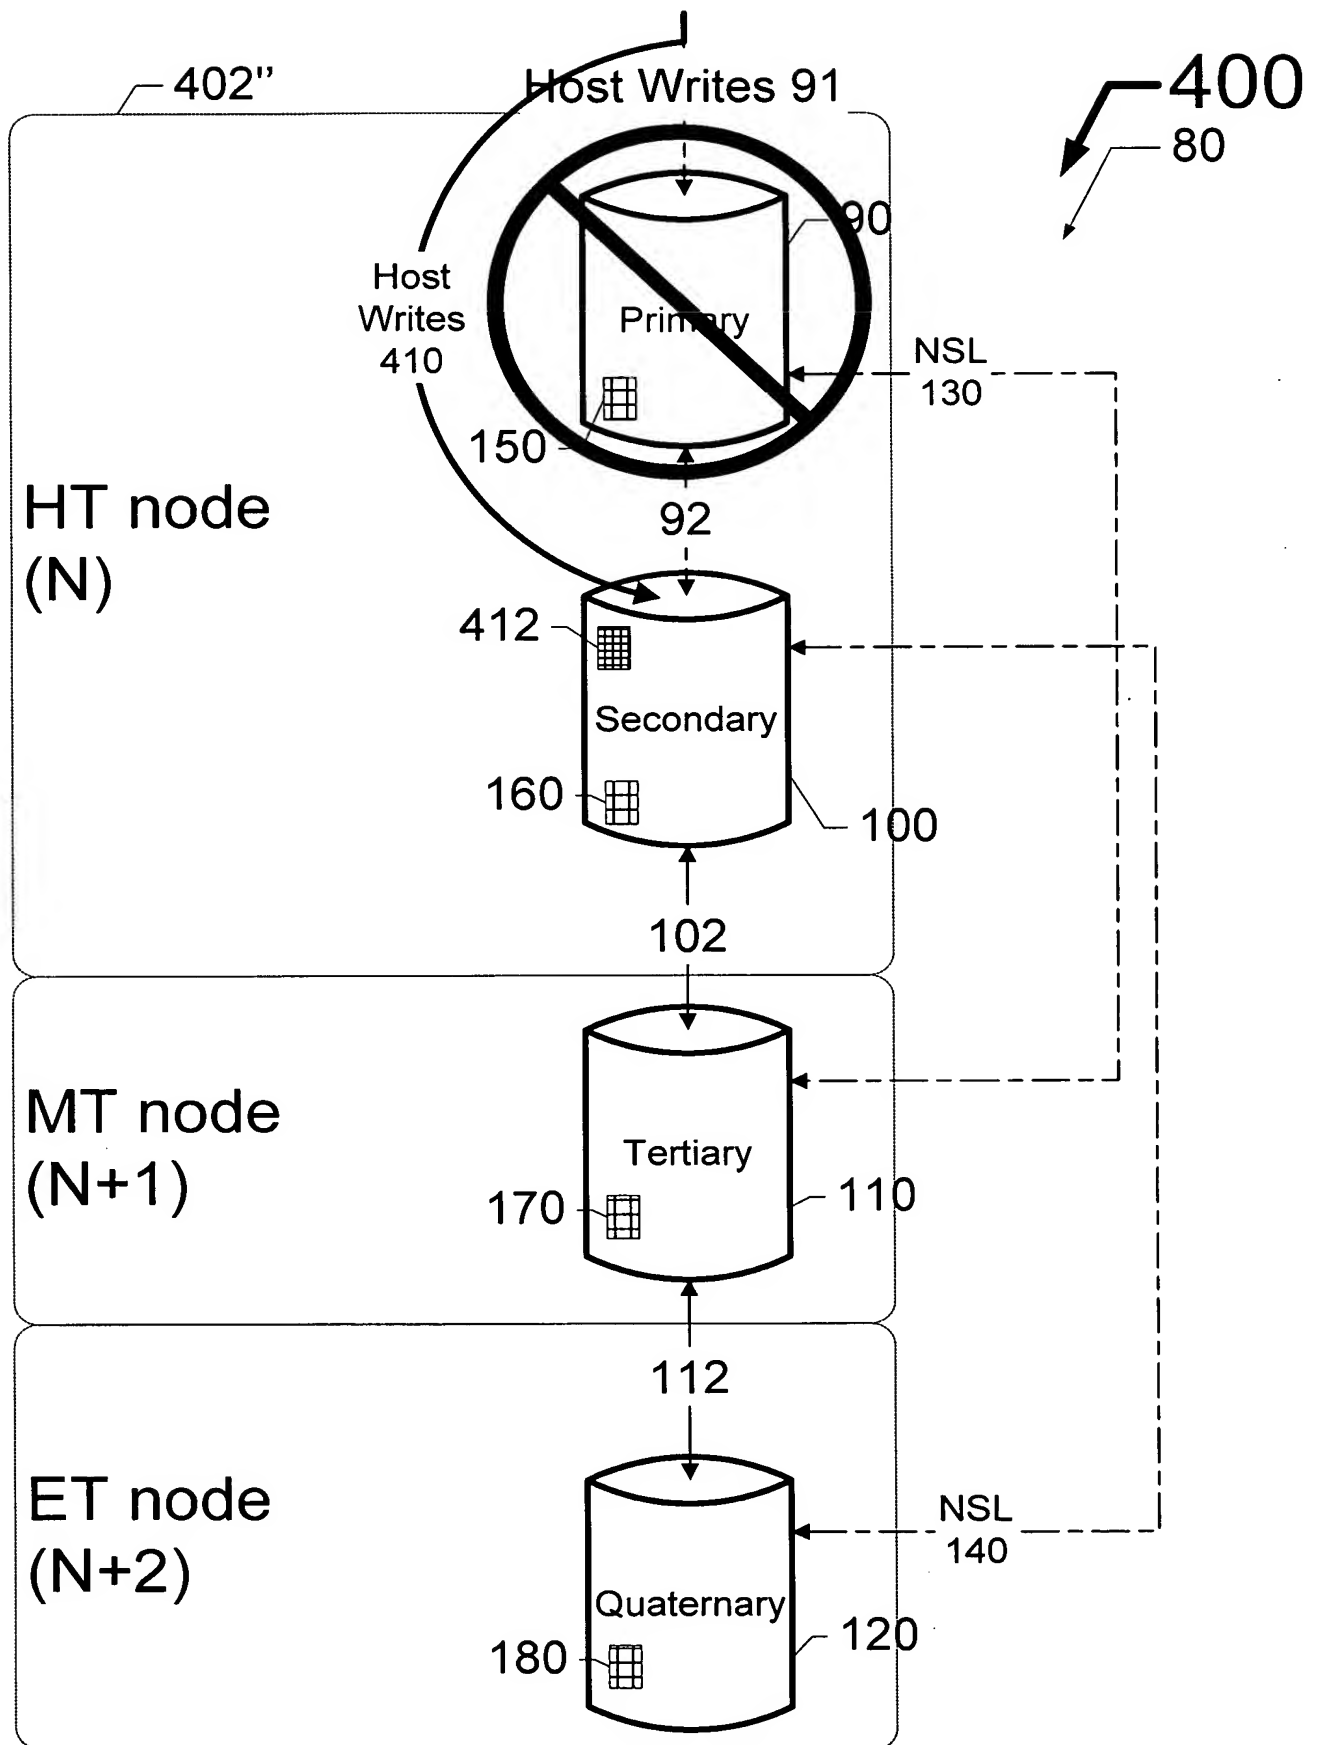 402''
Host Writes 91
400
80
90
Host
Writes
410
Primary
NSL
130
150
92
HT node
(N)
412
Secondary
160
100
102
MT node
(N+1)
Tertiary
170
110
112
ET node
(N+2)
NSL
140
Quaternary
120
180